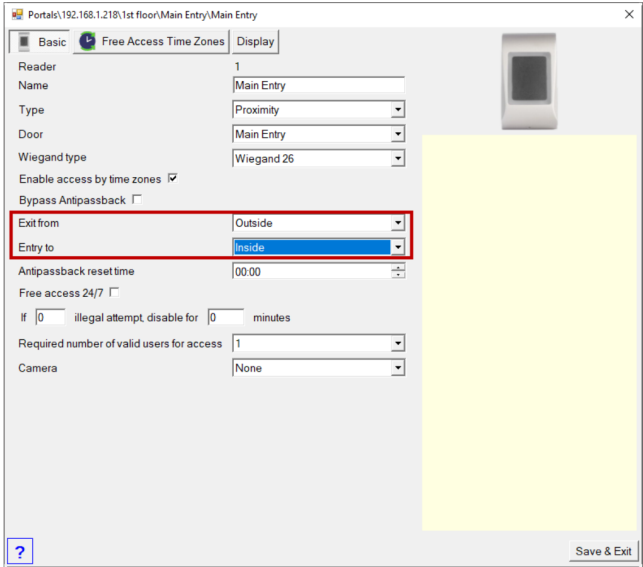 Portals\192.168.1.218\1st floor\Main Entry\Main Entry
Basic Free Access Time Zones Display
Reader 1
Name Main Entry
Type Proximity
Door Main Entry
Wiegand type Wiegand 26
Enable access by time zones
Bypass Antipassback
Exit from Outside
Entry to Inside
Antipassback reset time 00:00
Free access 24/7
If 0 illegal attempt, disable for 0 minutes
Required number of valid users for access 1
Camera None
? Save & Exit